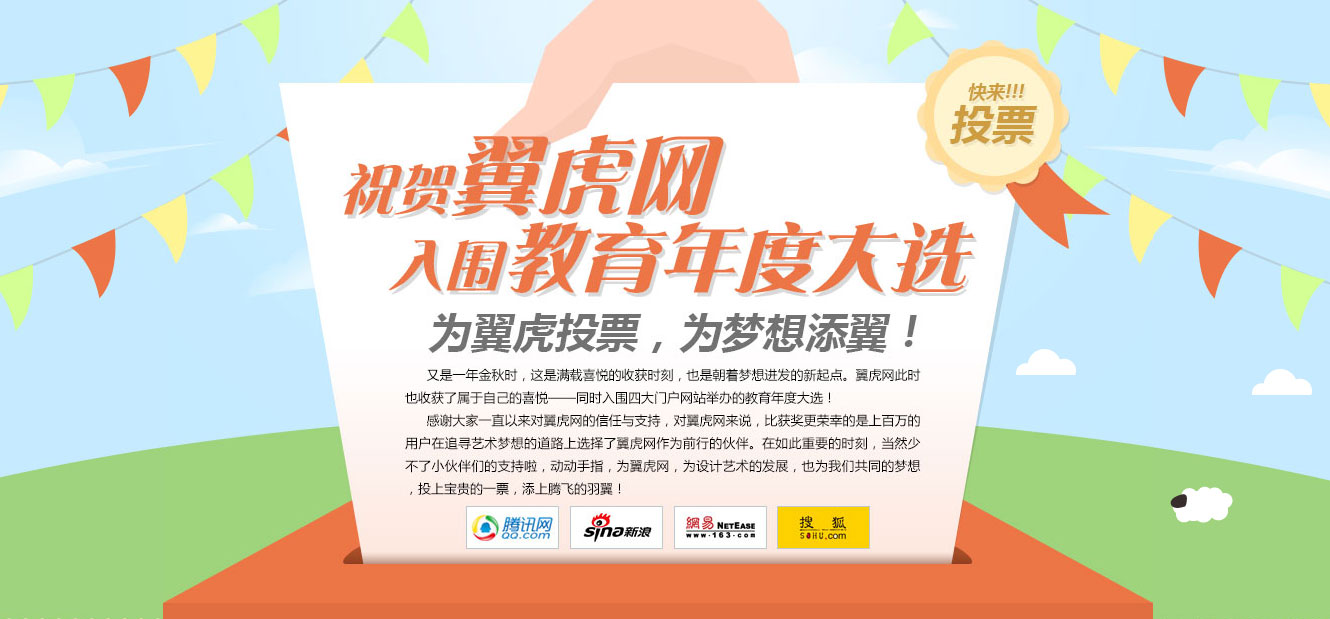 快来!!!
投票
祝贺翼虎网
入围教育年度大选
为翼虎投票，为梦想添翼！
又是一年金秋时，这是满载喜悦的收获时刻，也是朝着梦想进发的新起点。翼虎网此时
也收获了属于自己的喜悦——同时入围四大门户网站举办的教育年度大选！
感谢大家一直以来对翼虎网的信任与支持，对翼虎网来说，比获奖更荣幸的是上百万的
用户在追寻艺术梦想的道路上选择了翼虎网作为前行的伙伴。在如此重要的时刻，当然少
不了小伙伴们的支持啦，动动手指，为翼虎网，为设计艺术的发展，也为我们共同的梦想
，投上宝贵的一票，添上腾飞的羽翼！
腾讯网
QQ.com
sina新浪
網易 NETEASE
www.163.com
搜狐
SOHU.com